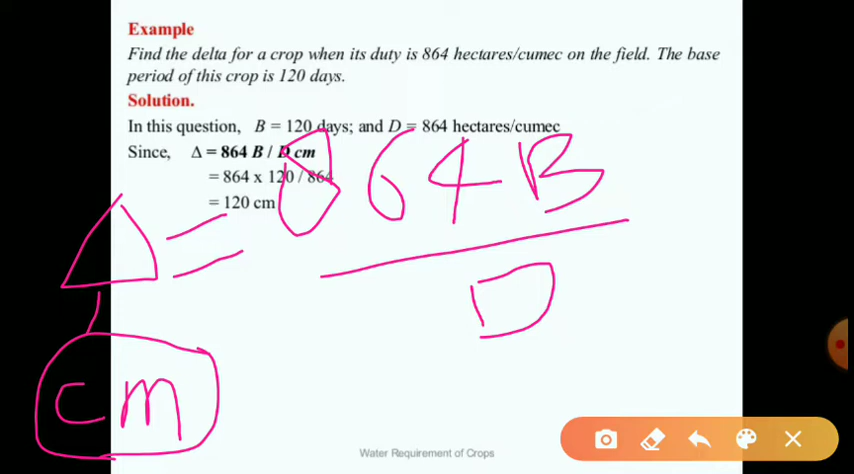 Example
Find the delta for a crop when its duty is 864 hectares/cumec on the field. The base
period of this crop is 120 days.
Solution.
In this question, B = 120 days; and D = 864 hectares/cumec
Since, Δ = 864 B / D cm
= 864 x 120 / 864
= 120 cm
Δ = 864 B
D
cm
Water Requirement of Crops